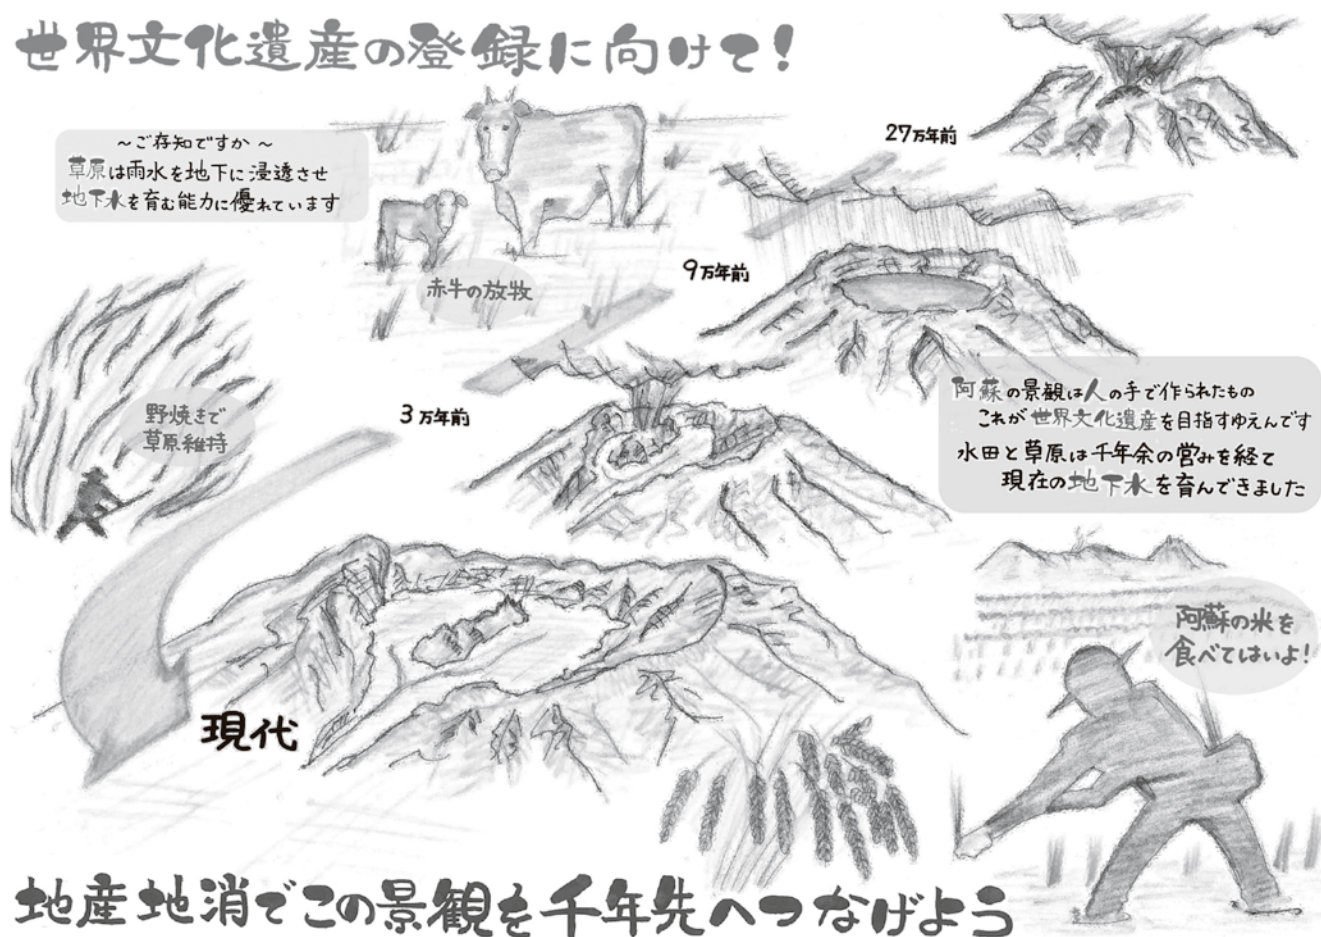 世界文化遺産の登録に向けて!
27万年前
~ご存知ですか~
草原は雨水を地下に浸透させ
地下水を育む能力に優れています
9万年前
赤牛の放牧
3万年前
阿蘇の景観は人の手で作られたもの
これが世界文化遺産を目指すゆえんです
水田と草原は千年余の営みを経て
現在の地下水を育んできました
野焼きで
草原維持
阿蘇の米を
食べてはいよ!
現代
地産地消でこの景観を千年先へつなげよう